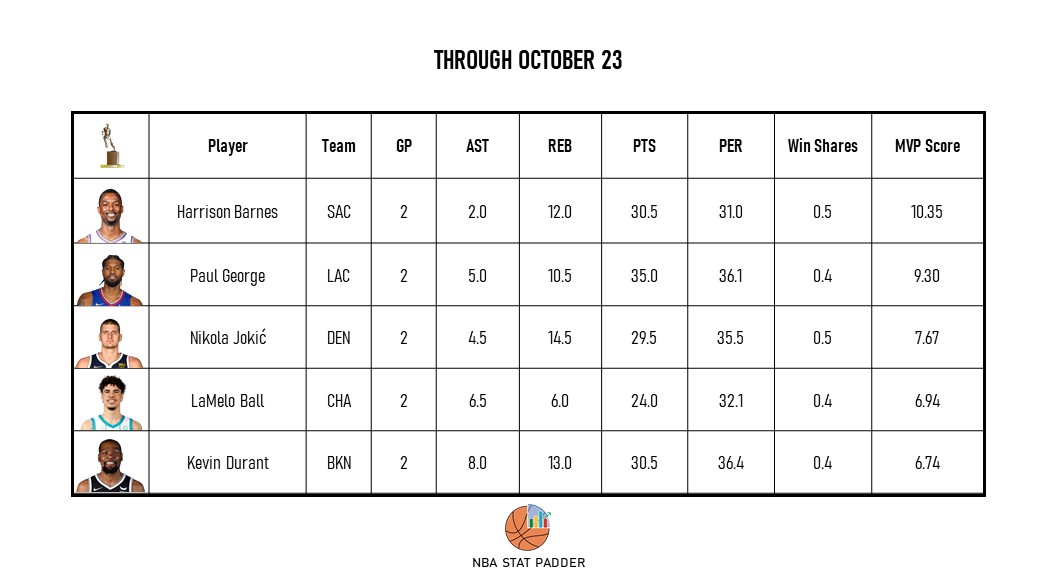 THROUGH OCTOBER 23
Player Team GP AST REB PTS PER Win Shares MVP Score
Harrison Barnes SAC 2 2.0 12.0 30.5 31.0 0.5 10.35
Paul George LAC 2 5.0 10.5 35.0 36.1 0.4 9.30
Nikola Jokić DEN 2 4.5 14.5 29.5 35.5 0.5 7.67
LaMelo Ball CHA 2 6.5 6.0 24.0 32.1 0.4 6.94
Kevin Durant BKN 2 8.0 13.0 30.5 36.4 0.4 6.74
NBA STAT PADDER